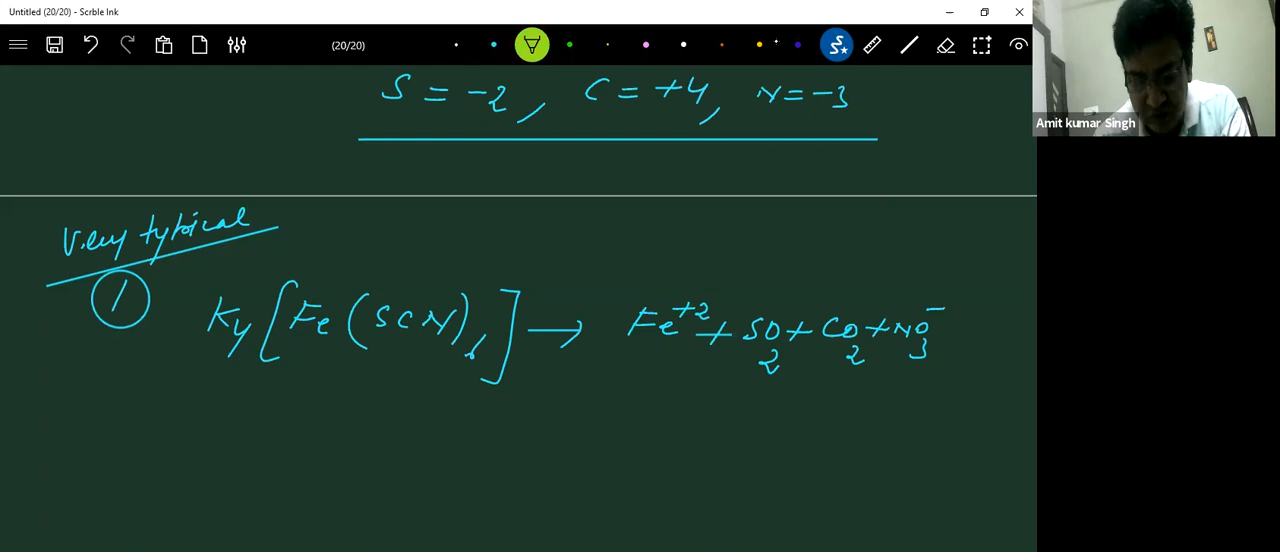 Untitled (20/20) - Scrble Ink
(20/20)
Amit kumar Singh
S = -2, C = +4, N = -3
Very typical
1 K4[Fe(SCN)6] → Fe+2 + SO2 + CO2 + NO3-